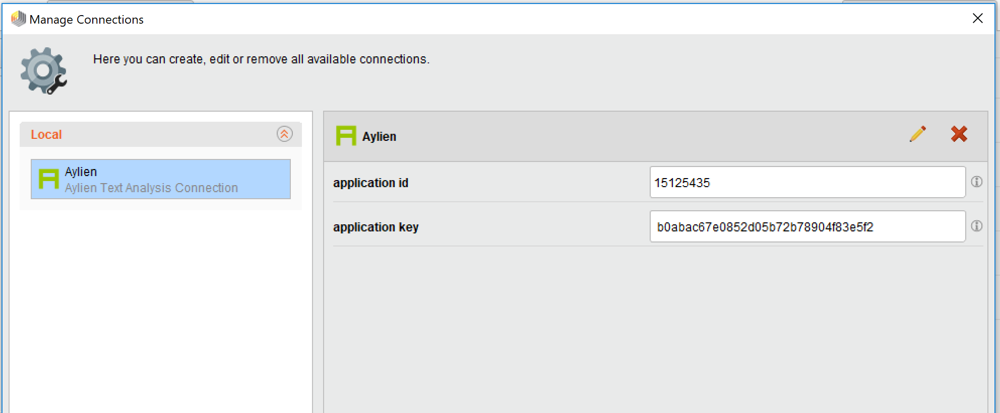 Manage Connections
Here you can create, edit or remove all available connections.
Local
Aylien
Aylien Text Analysis Connection
Aylien
application id
15125435
application key
b0abac67e0852d05b72b78904f83e5f2